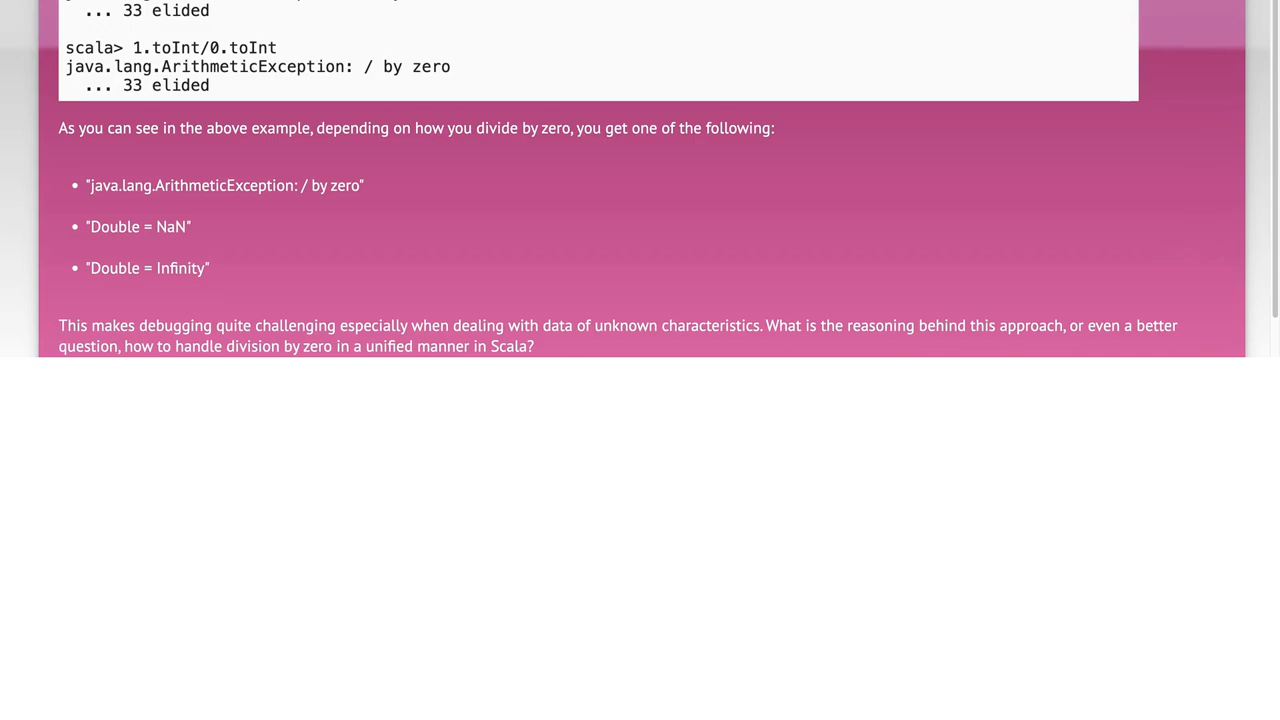 ... 33 elided
scala> 1.toInt/0.toInt
java.lang.ArithmeticException: / by zero
... 33 elided
As you can see in the above example, depending on how you divide by zero, you get one of the following:
• "java.lang.ArithmeticException: / by zero"
• "Double = NaN"
• "Double = Infinity"
This makes debugging quite challenging especially when dealing with data of unknown characteristics. What is the reasoning behind this approach, or even a better
question, how to handle division by zero in a unified manner in Scala?